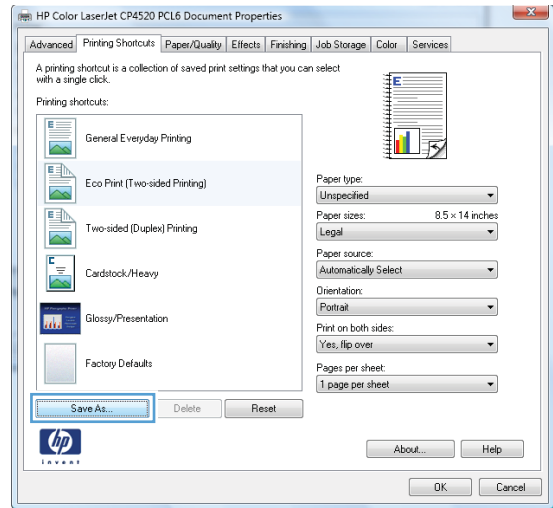 HP Color LaserJet CP4520 PCL6 Document Properties
Advanced Printing Shortcuts Paper/Quality Effects Finishing Job Storage Color Services
A printing shortcut is a collection of saved print settings that you can select
with a single click.
Printing shortcuts:
General Everyday Printing
Eco Print (Two-sided Printing)
Two-sided (Duplex) Printing
Cardstock/Heavy
Glossy/Presentation
Factory Defaults
Save As... Delete Reset
E
Paper type:
Unspecified
Paper sizes: 8.5 × 14 inches
Legal
Paper source:
Automatically Select
Orientation:
Portrait
Print on both sides:
Yes, flip over
Pages per sheet:
1 page per sheet
hp
invent
About... Help
OK Cancel